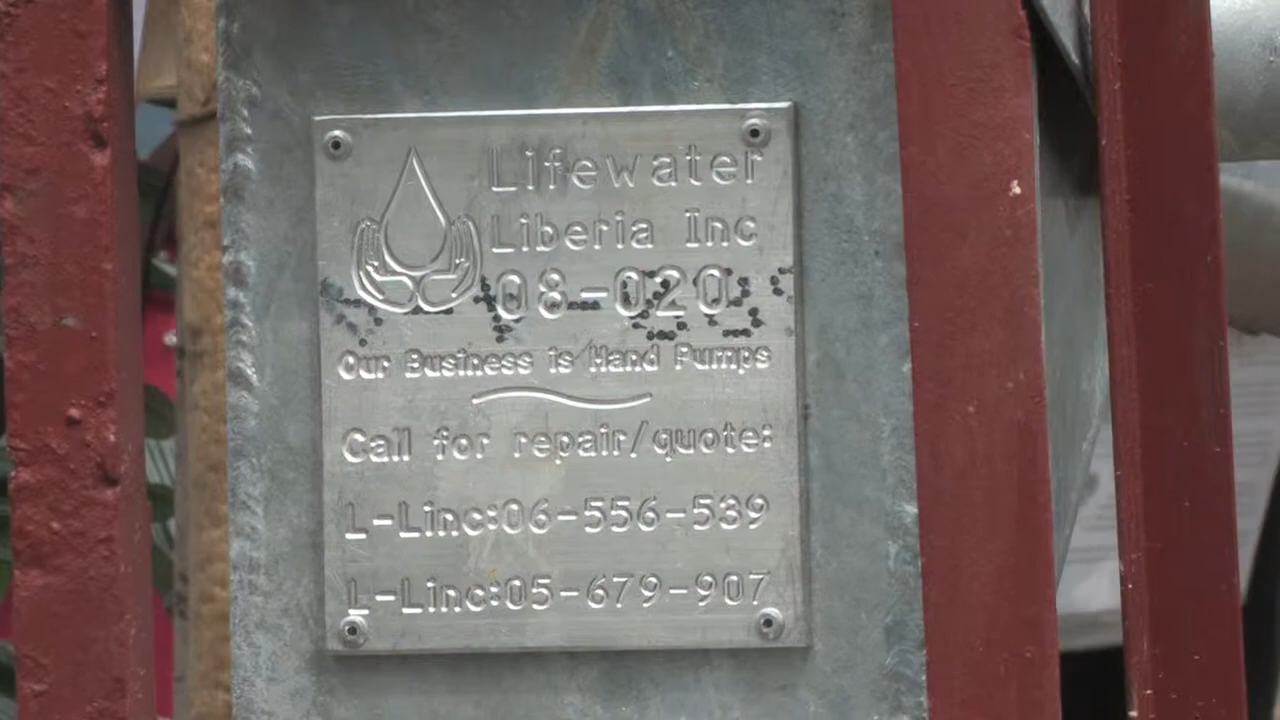 Lifewater
Liberia Inc
08-020
Our Business is Hand Pumps
Call for repair/quote:
L-Linc:06-556-539
L-Linc:05-679-907